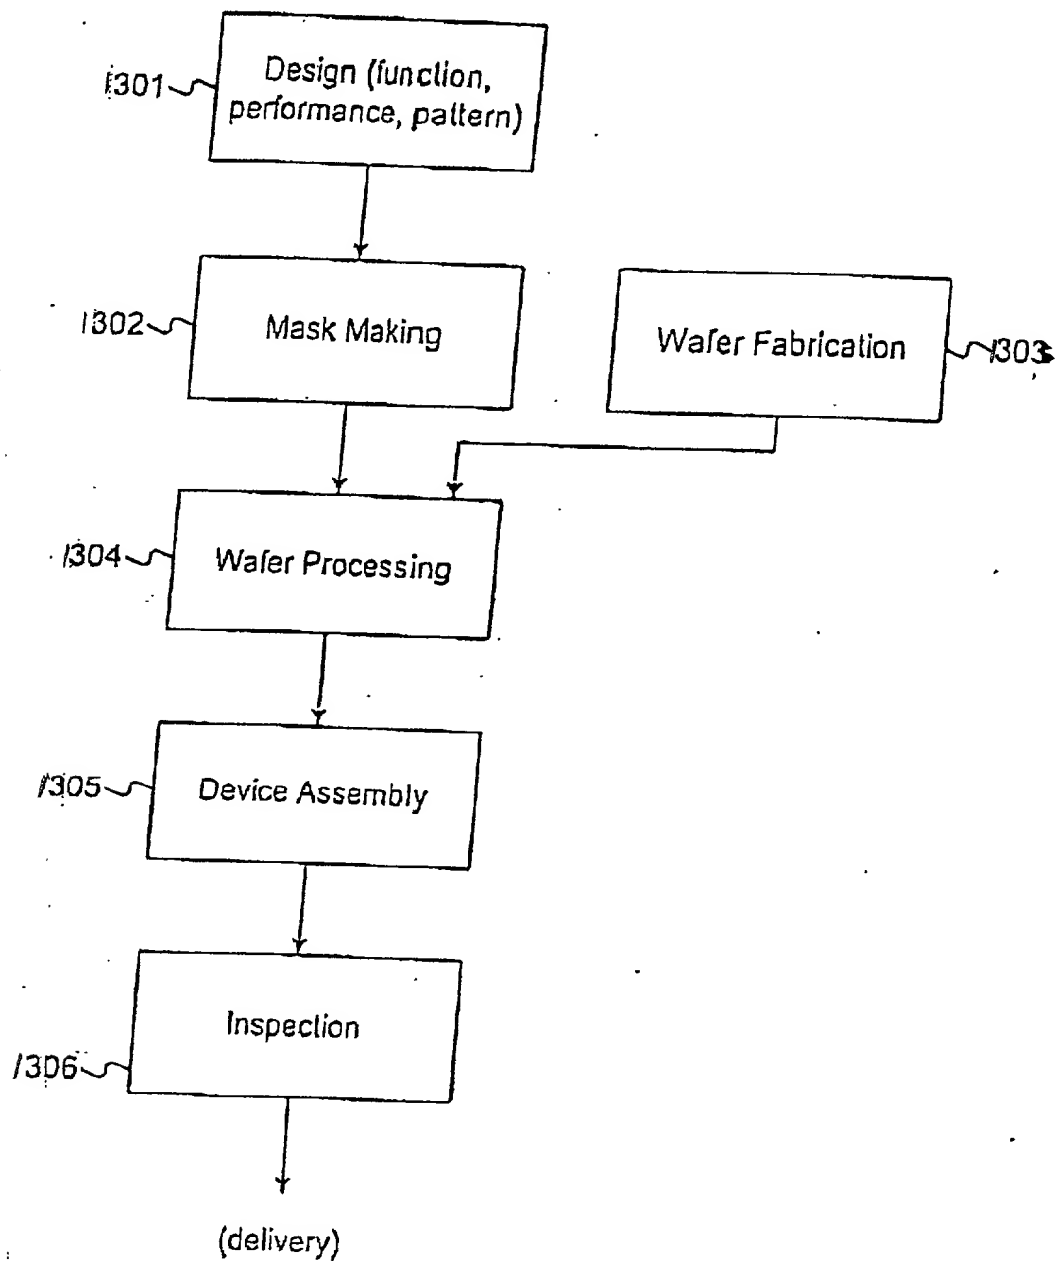 1301
Design (function,
performance, pattern)
1302
Mask Making
Wafer Fabrication
1303
1304
Wafer Processing
1305
Device Assembly
Inspection
1306
(delivery)